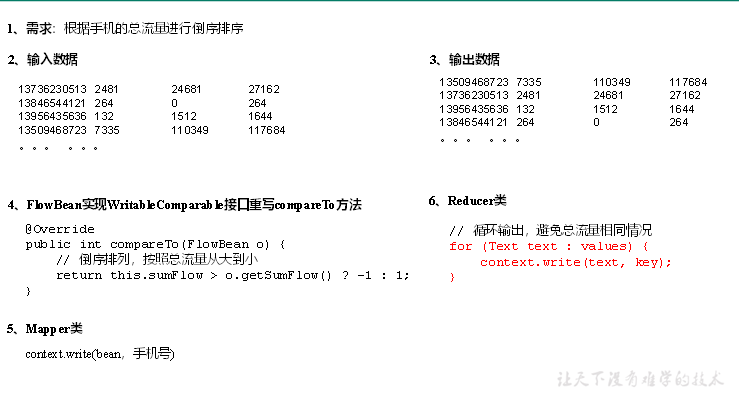 1、需求：根据手机的总流量进行倒序排序
2、输入数据
13736230513 2481 24681 27162
13846544121 264 0 264
13956435636 132 1512 1644
13509468723 7335 110349 117684
。。。 。。。
3、输出数据
13509468723 7335 110349 117684
13736230513 2481 24681 27162
13956435636 132 1512 1644
13846544121 264 0 264
。。。 。。。
4、FlowBean实现WritableComparable接口重写compareTo方法
@Override
public int compareTo(FlowBean o) {
// 倒序排列，按照总流量从大到小
return this.sumFlow > o.getSumFlow() ? -1 : 1;
}
5、Mapper类
context.write(bean，手机号)
6、Reducer类
// 循环输出，避免总流量相同情况
for (Text text : values) {
context.write(text, key);
}
让天下没有难学的技术